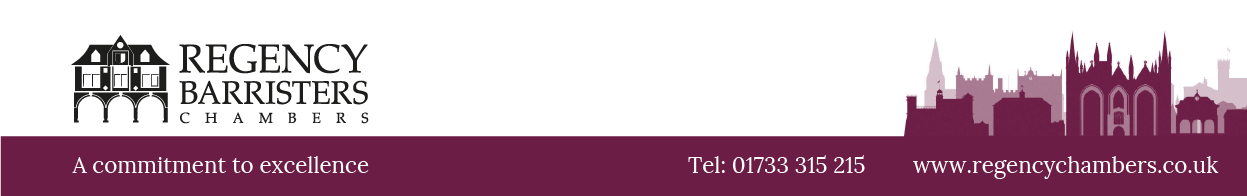 REGENCY
BARRISTERS
CHAMBERS
A commitment to excellence
Tel: 01733 315 215
www.regencychambers.co.uk